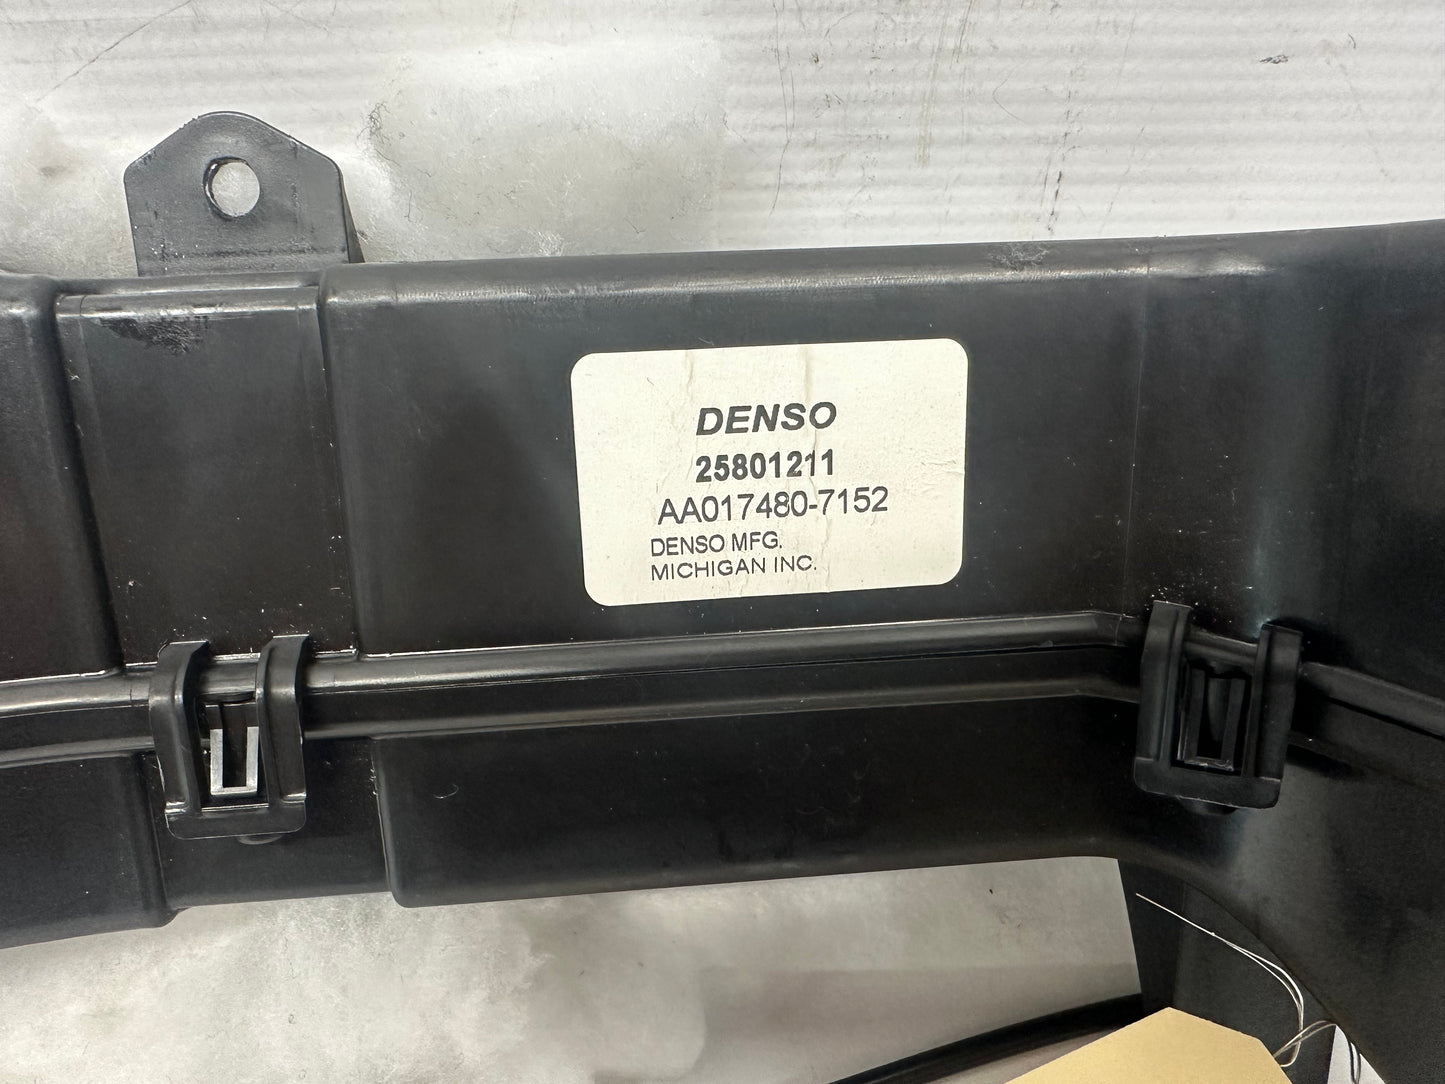 DENSO
25801211
AA017480-7152
DENSO MFG.
MICHIGAN INC.